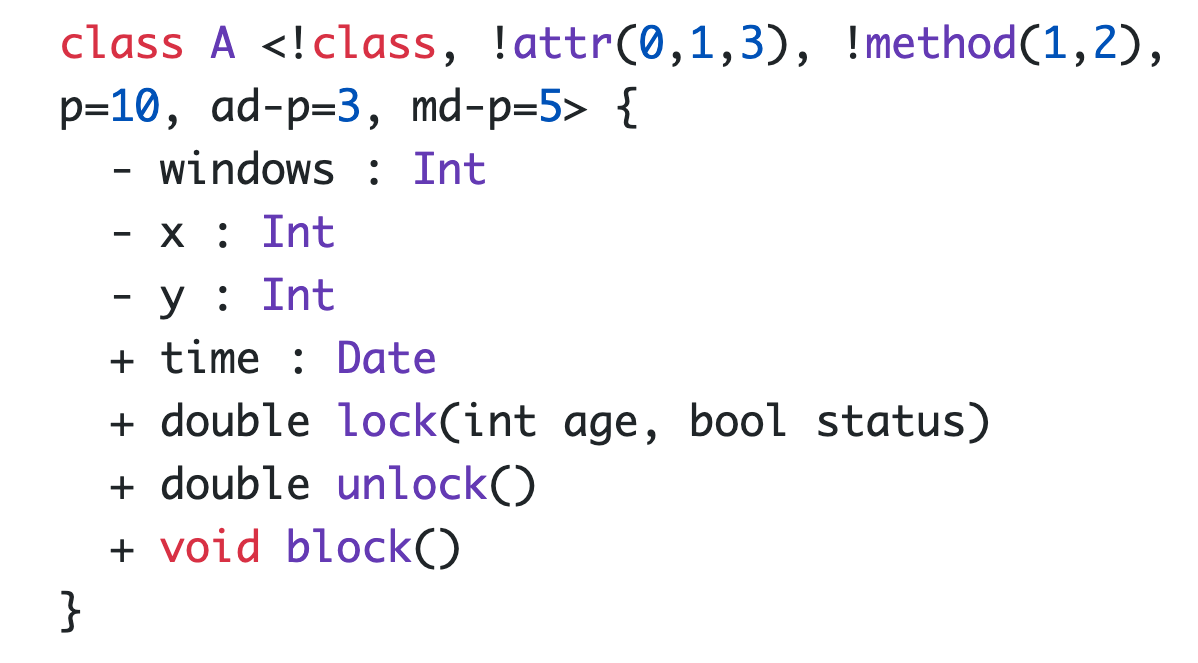 class A <!class, !attr(0,1,3), !method(1,2),
p=10, ad-p=3, md-p=5> {
  - windows : Int
  - x : Int
  - y : Int
  + time : Date
  + double lock(int age, bool status)
  + double unlock()
  + void block()
}